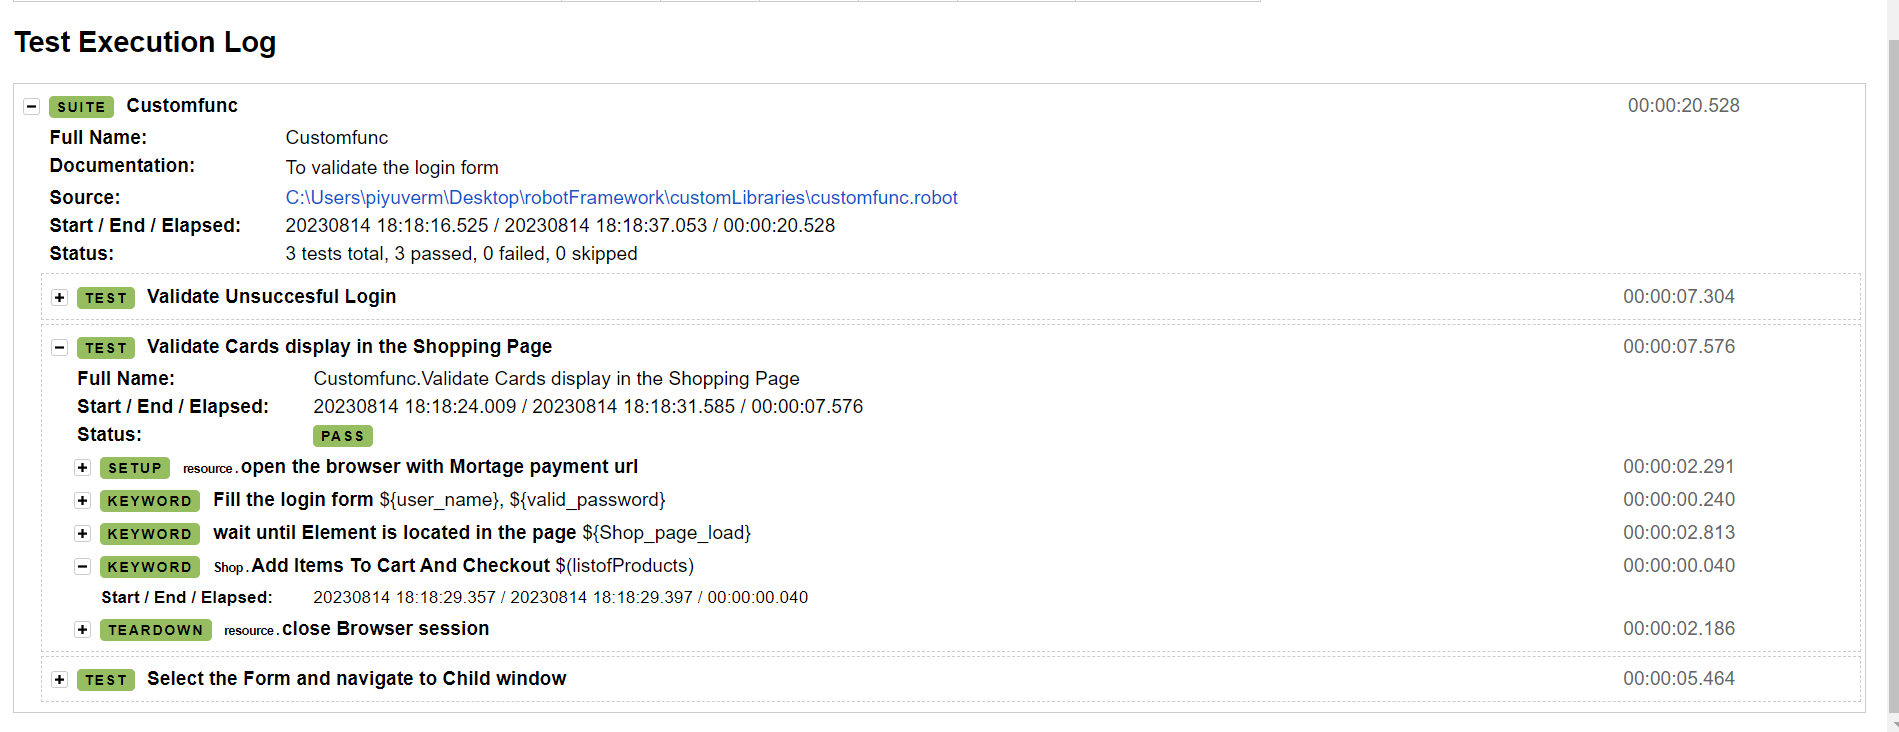 Test Execution Log
SUITE Customfunc 00:00:20.528
Full Name: Customfunc
Documentation: To validate the login form
Source: C:\Users\piyuverm\Desktop\robotFramework\customLibraries\customfunc.robot
Start / End / Elapsed: 20230814 18:18:16.525 / 20230814 18:18:37.053 / 00:00:20.528
Status: 3 tests total, 3 passed, 0 failed, 0 skipped
TEST Validate Unsuccesful Login 00:00:07.304
TEST Validate Cards display in the Shopping Page 00:00:07.576
Full Name: Customfunc.Validate Cards display in the Shopping Page
Start / End / Elapsed: 20230814 18:18:24.009 / 20230814 18:18:31.585 / 00:00:07.576
Status: PASS
SETUP resource.open the browser with Mortage payment url 00:00:02.291
KEYWORD Fill the login form ${user_name}, ${valid_password} 00:00:00.240
KEYWORD wait until Element is located in the page ${Shop_page_load} 00:00:02.813
KEYWORD Shop.Add Items To Cart And Checkout $(listofProducts) 00:00:00.040
Start / End / Elapsed: 20230814 18:18:29.357 / 20230814 18:18:29.397 / 00:00:00.040
TEARDOWN resource.close Browser session 00:00:02.186
TEST Select the Form and navigate to Child window 00:00:05.464